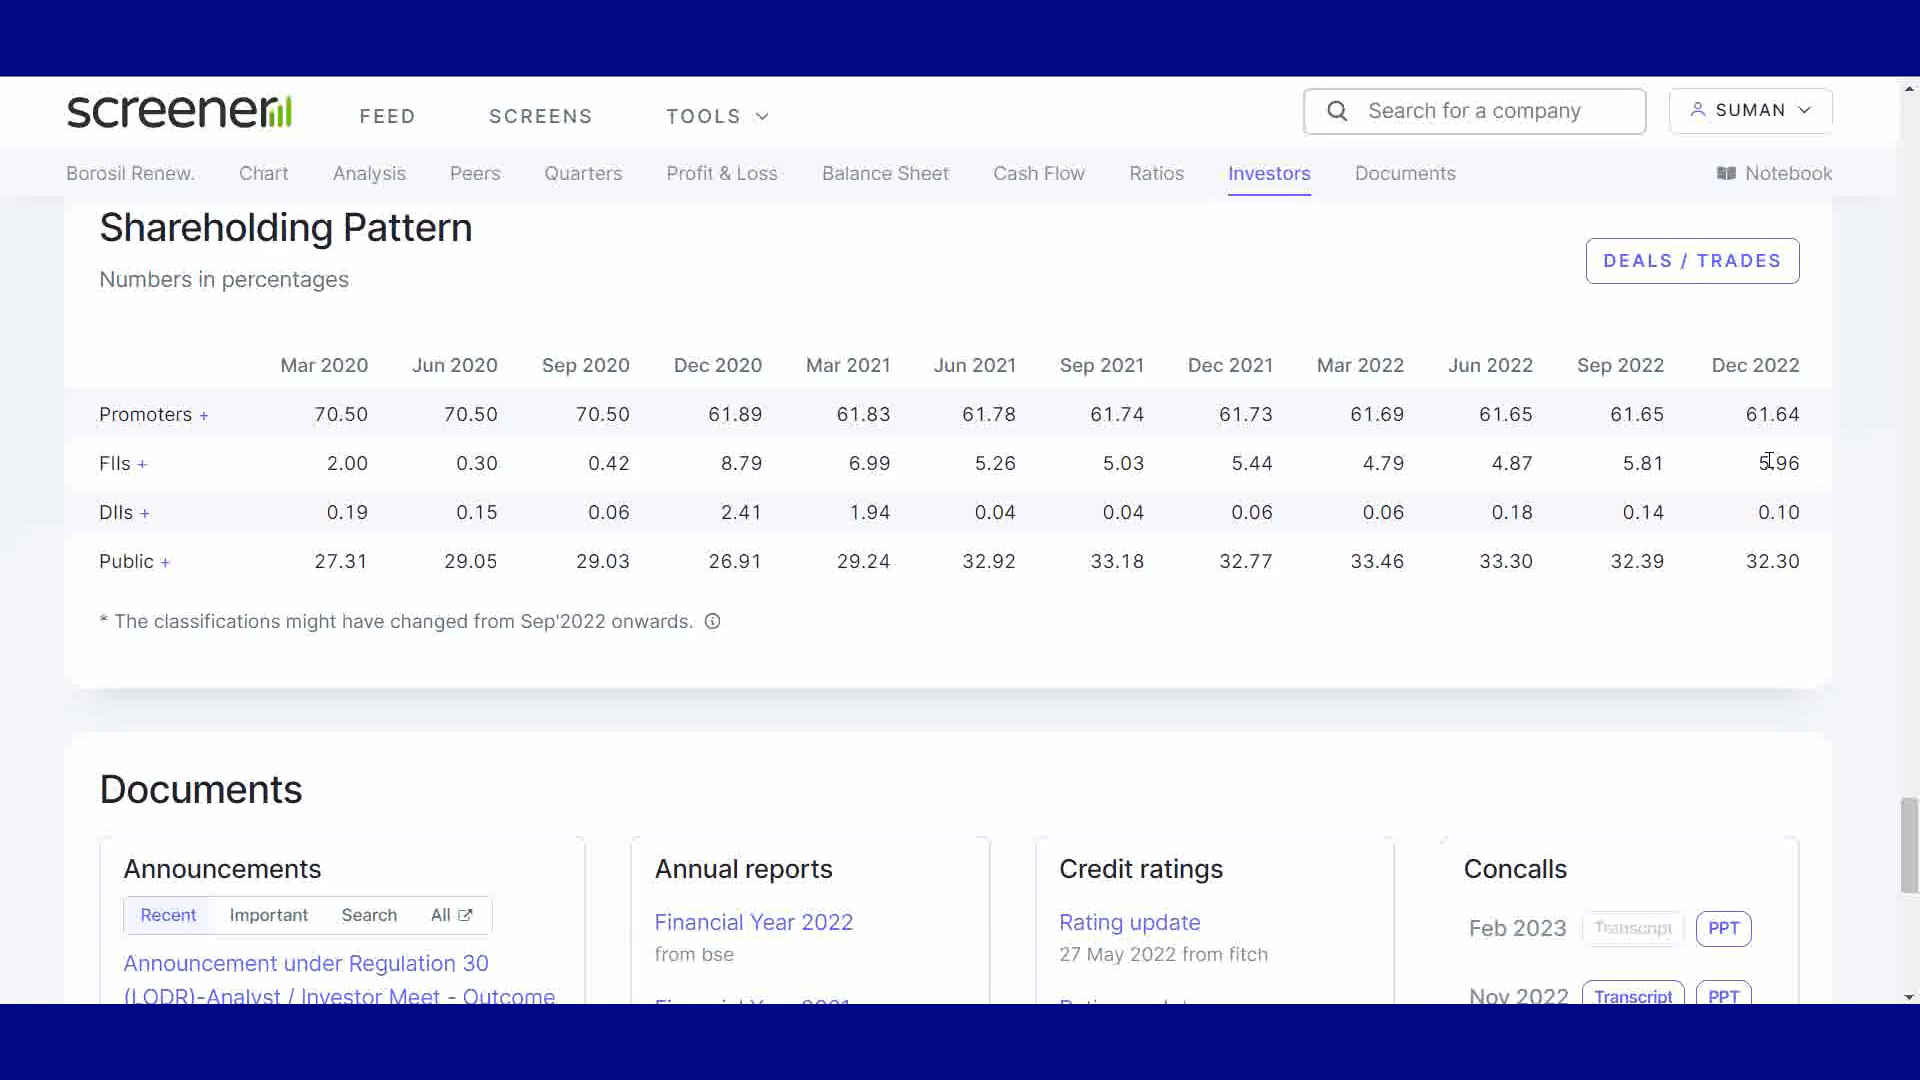 screener
FEED SCREENS TOOLS
Search for a company
SUMAN
Borosil Renew. Chart Analysis Peers Quarters Profit & Loss Balance Sheet Cash Flow Ratios Investors Documents Notebook
Shareholding Pattern
Numbers in percentages
DEALS / TRADES
Mar 2020 Jun 2020 Sep 2020 Dec 2020 Mar 2021 Jun 2021 Sep 2021 Dec 2021 Mar 2022 Jun 2022 Sep 2022 Dec 2022
Promoters + 70.50 70.50 70.50 61.89 61.83 61.78 61.74 61.73 61.69 61.65 61.65 61.64
FIIs + 2.00 0.30 0.42 8.79 6.99 5.26 5.03 5.44 4.79 4.87 5.81 5.96
DIIs + 0.19 0.15 0.06 2.41 1.94 0.04 0.04 0.06 0.06 0.18 0.14 0.10
Public + 27.31 29.05 29.03 26.91 29.24 32.92 33.18 32.77 33.46 33.30 32.39 32.30
* The classifications might have changed from Sep'2022 onwards.
Documents
Announcements
Recent Important Search All
Announcement under Regulation 30
(LODR)-Analyst / Investor Meet - Outcome
Annual reports
Financial Year 2022
from bse
Financial Year 2021
Credit ratings
Rating update
27 May 2022 from fitch
Rating update
Concalls
Feb 2023 Transcript PPT
Nov 2022 Transcript PPT